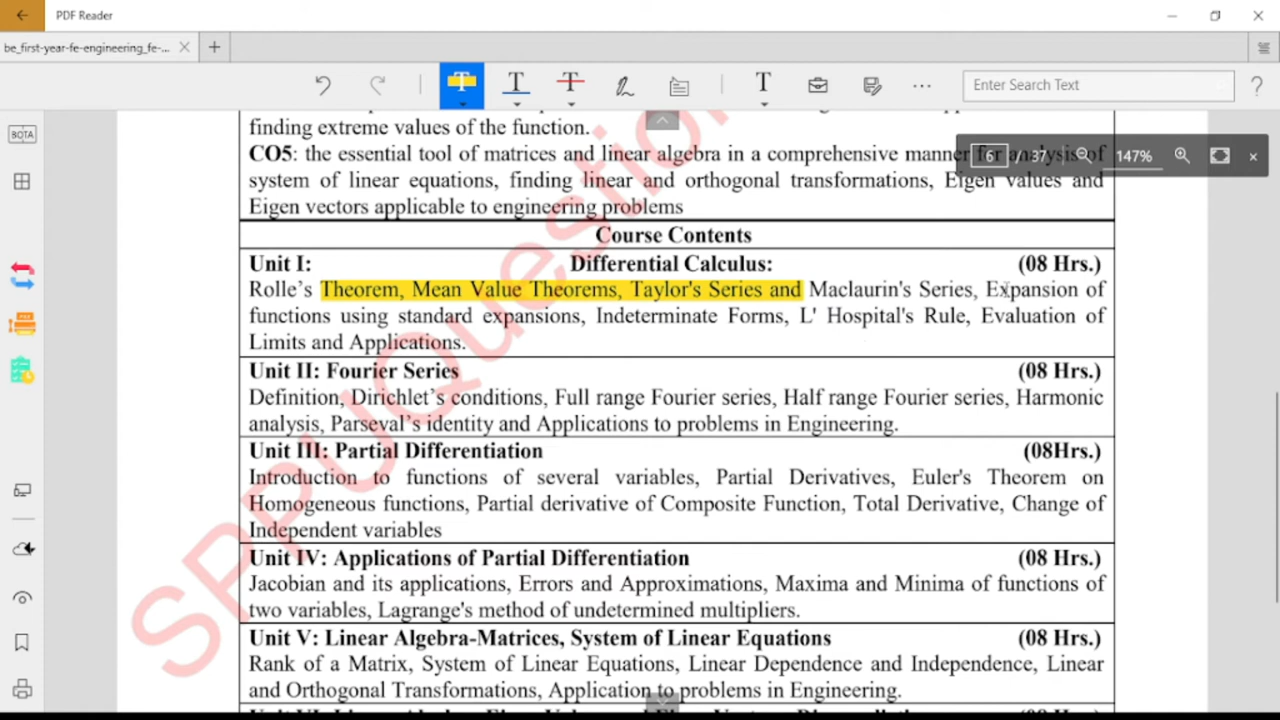 PDF Reader
be_first-year-fe-engineering_fe-...
Enter Search Text
BOTA
6 / 37 147%
finding extreme values of the function.
CO5: the essential tool of matrices and linear algebra in a comprehensive manner for analysis of
system of linear equations, finding linear and orthogonal transformations, Eigen values and
Eigen vectors applicable to engineering problems
Course Contents
Unit I: Differential Calculus: (08 Hrs.)
Rolle’s Theorem, Mean Value Theorems, Taylor's Series and Maclaurin's Series, Expansion of
functions using standard expansions, Indeterminate Forms, L' Hospital's Rule, Evaluation of
Limits and Applications.
Unit II: Fourier Series (08 Hrs.)
Definition, Dirichlet’s conditions, Full range Fourier series, Half range Fourier series, Harmonic
analysis, Parseval’s identity and Applications to problems in Engineering.
Unit III: Partial Differentiation (08Hrs.)
Introduction to functions of several variables, Partial Derivatives, Euler's Theorem on
Homogeneous functions, Partial derivative of Composite Function, Total Derivative, Change of
Independent variables
Unit IV: Applications of Partial Differentiation (08 Hrs.)
Jacobian and its applications, Errors and Approximations, Maxima and Minima of functions of
two variables, Lagrange's method of undetermined multipliers.
Unit V: Linear Algebra-Matrices, System of Linear Equations (08 Hrs.)
Rank of a Matrix, System of Linear Equations, Linear Dependence and Independence, Linear
and Orthogonal Transformations, Application to problems in Engineering.
SPPUQuestion